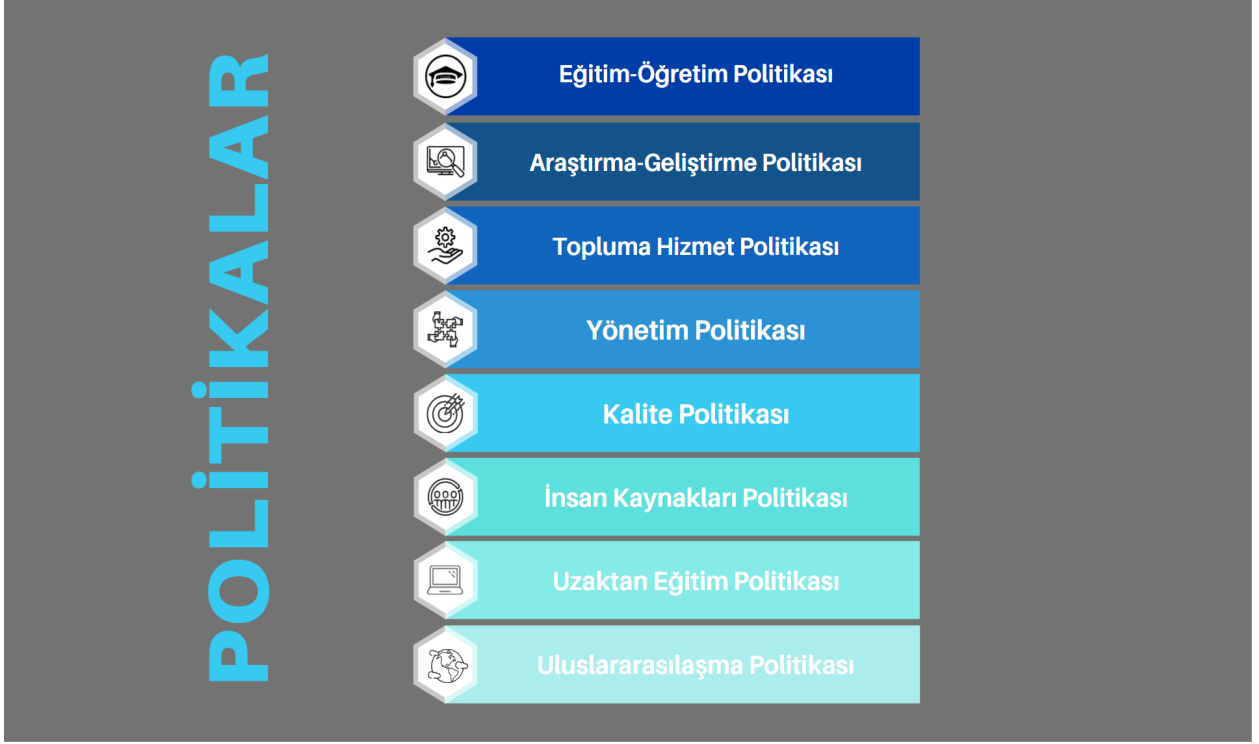 POLİTİKALAR
Eğitim-Öğretim Politikası
Araştırma-Geliştirme Politikası
Topluma Hizmet Politikası
Yönetim Politikası
Kalite Politikası
İnsan Kaynakları Politikası
Uzaktan Eğitim Politikası
Uluslararasılaşma Politikası